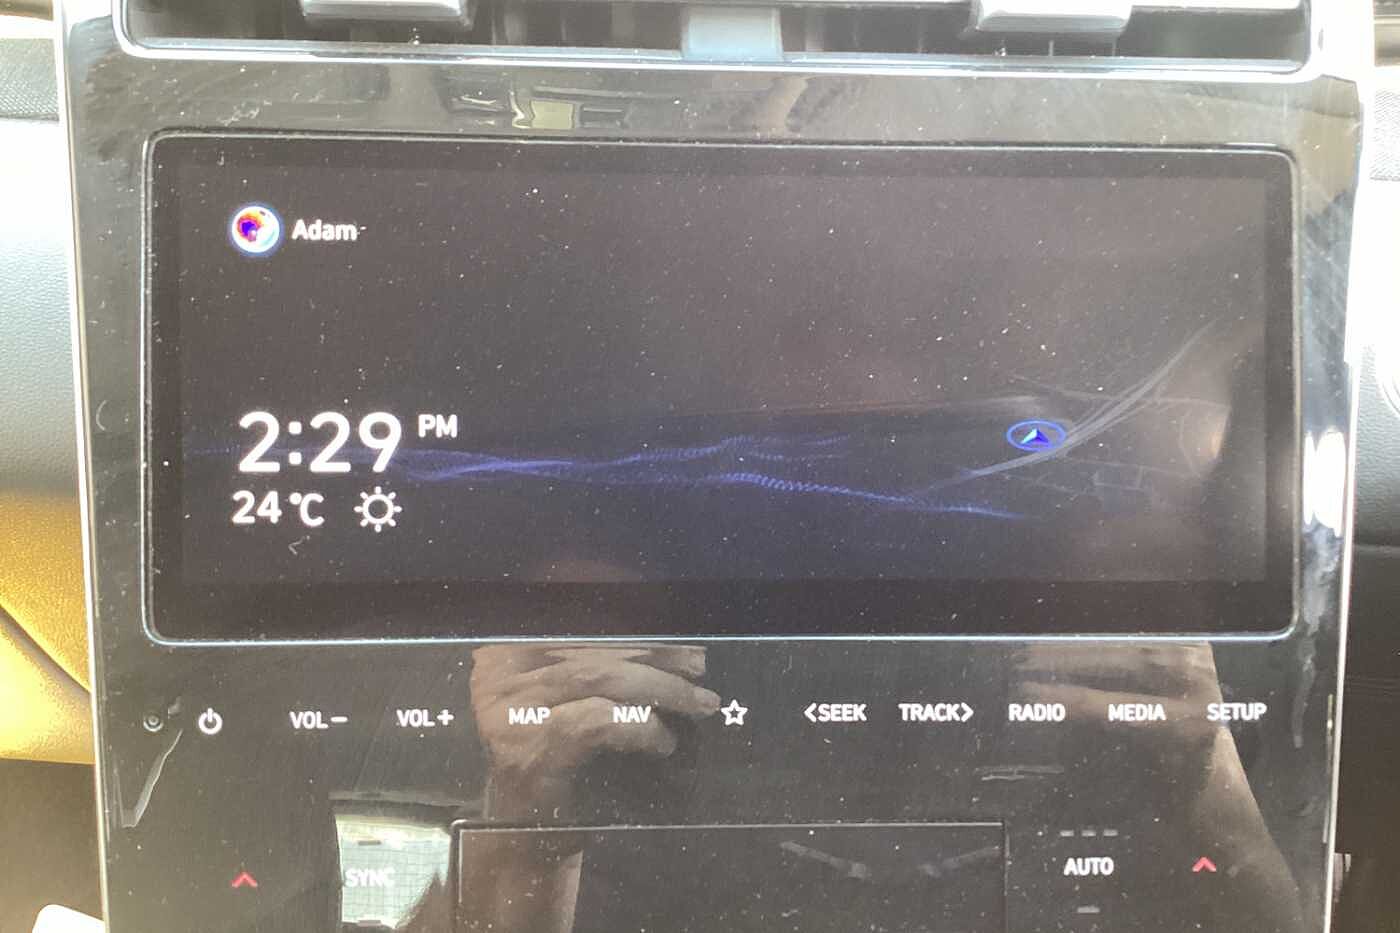 Adam
2:29 PM
24°C
VOL− VOL+ MAP NAV <SEEK TRACK> RADIO MEDIA SETUP
SYNC AUTO